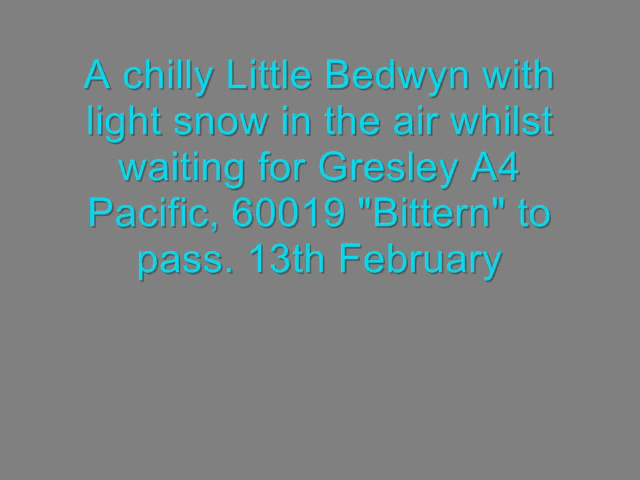 A chilly Little Bedwyn with
light snow in the air whilst
waiting for Gresley A4
Pacific, 60019 "Bittern" to
pass. 13th February